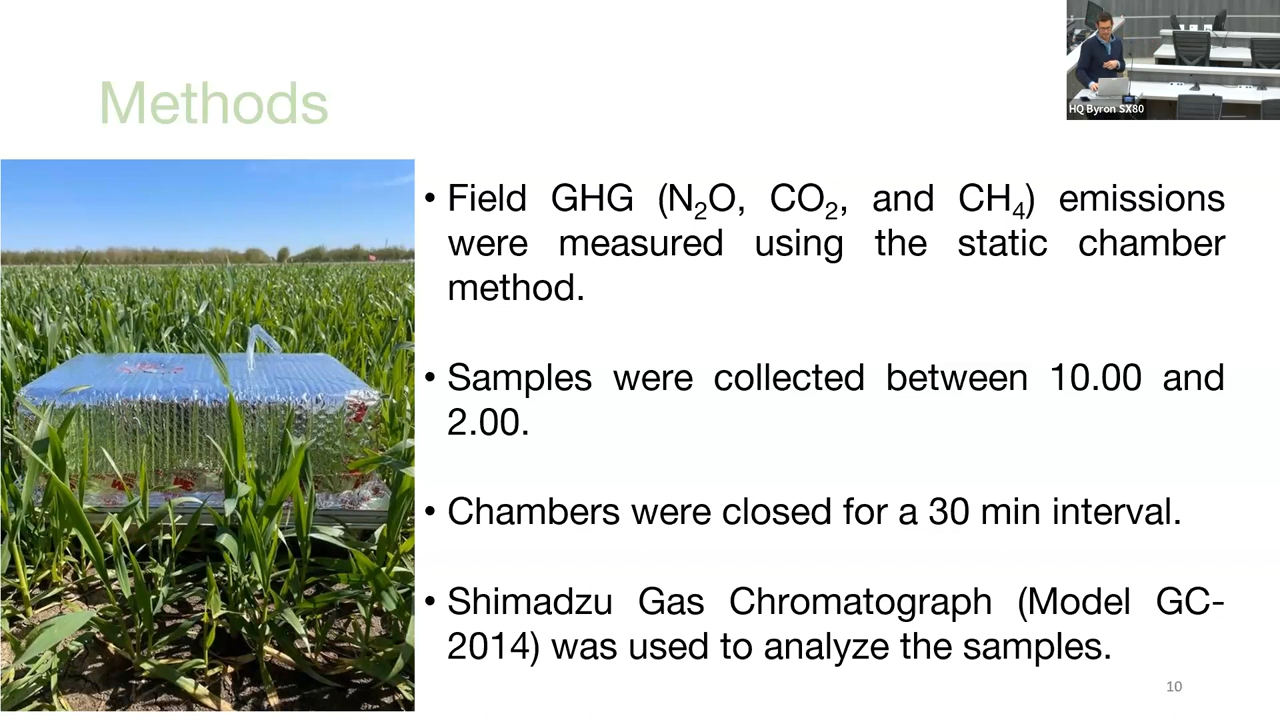 HQ Byron SX80
Methods
• Field GHG (N₂O, CO₂, and CH₄) emissions
were measured using the static chamber
method.
• Samples were collected between 10.00 and
2.00.
• Chambers were closed for a 30 min interval.
• Shimadzu Gas Chromatograph (Model GC-
2014) was used to analyze the samples.
10